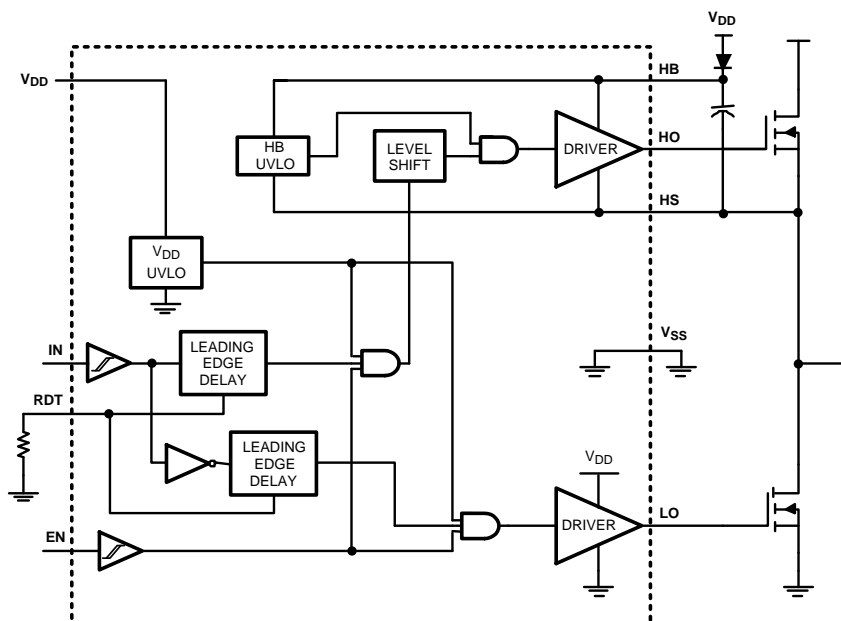 VDD
VDD
HB
HB
UVLO
LEVEL
SHIFT
DRIVER
HO
HS
VDD
UVLO
IN
LEADING
EDGE
DELAY
VSS
RDT
LEADING
EDGE
DELAY
VDD
DRIVER
LO
EN